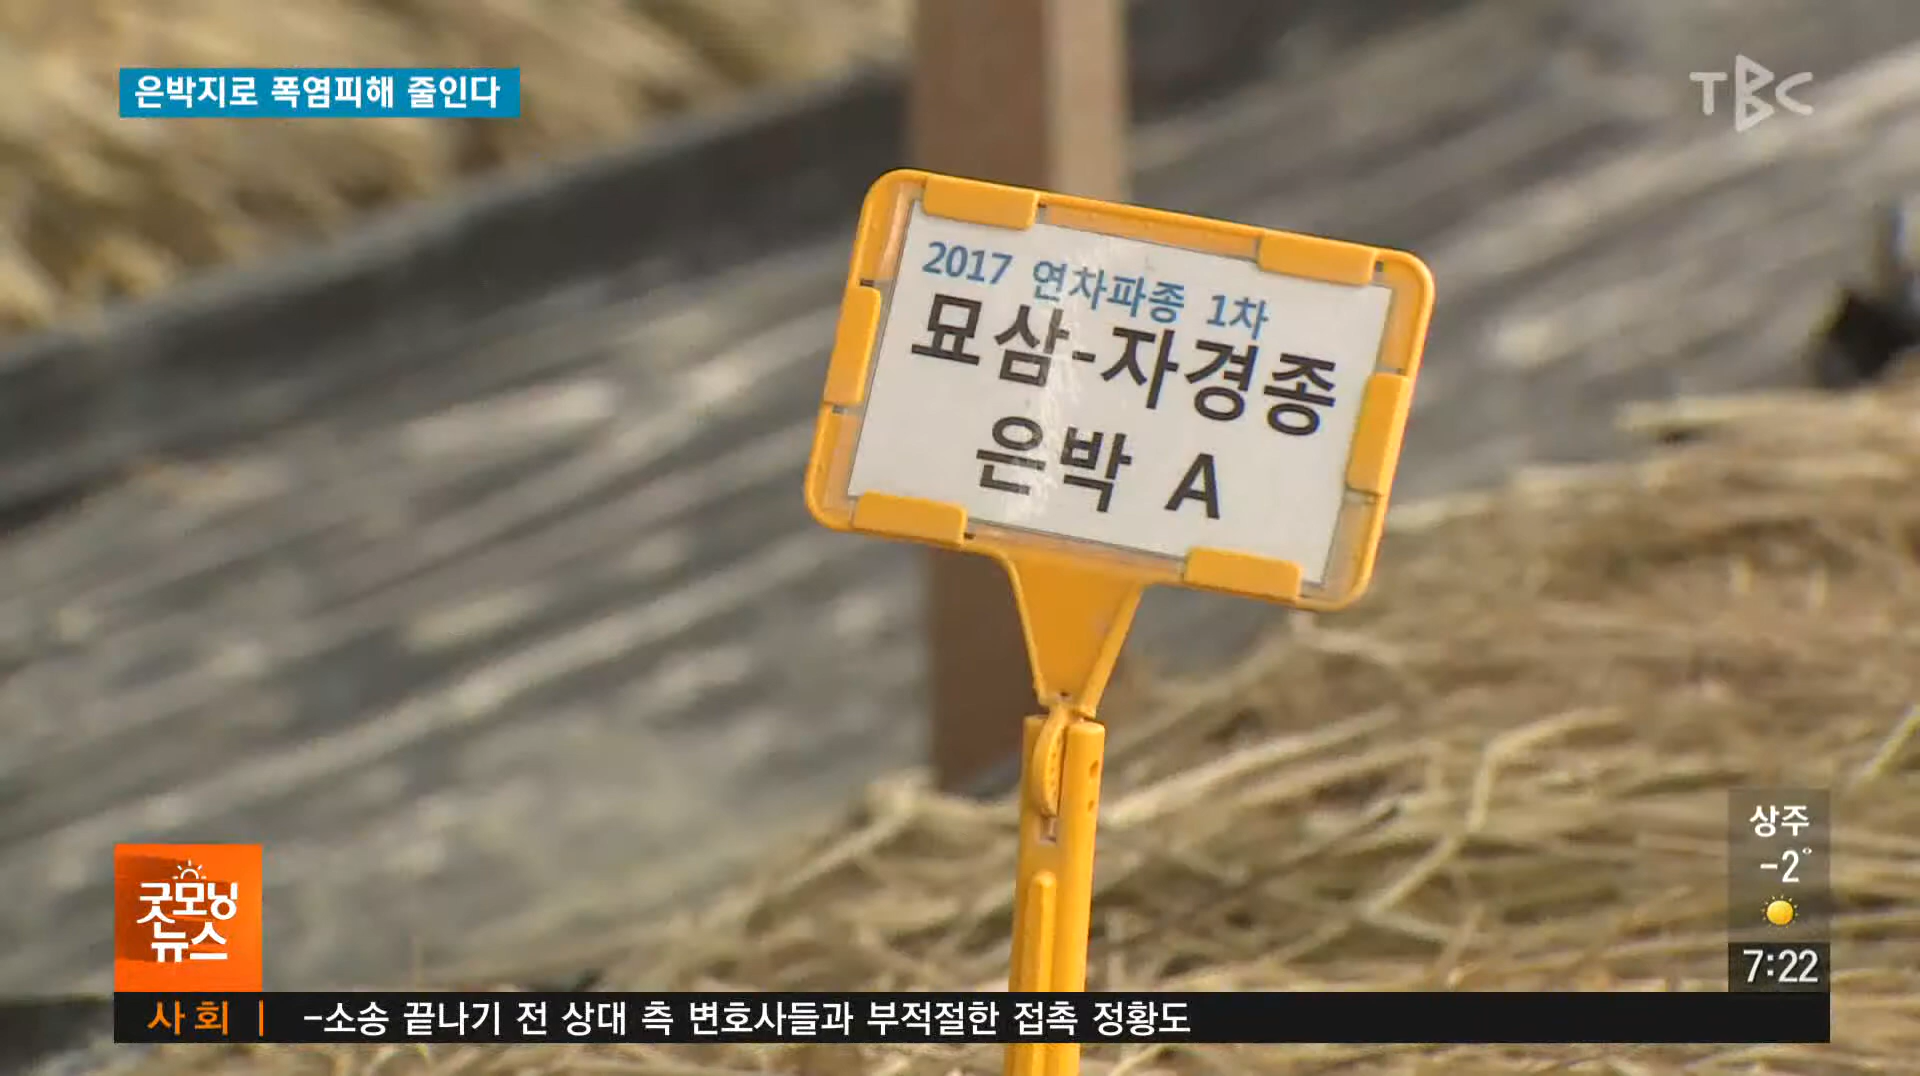 은박지로 폭염피해 줄인다
TBC
2017 연차파종 1차
묘삼-자경종
은박 A
상주
-2°
7:22
굿모닝
뉴스
사회 | -소송 끝나기 전 상대 측 변호사들과 부적절한 접촉 정황도